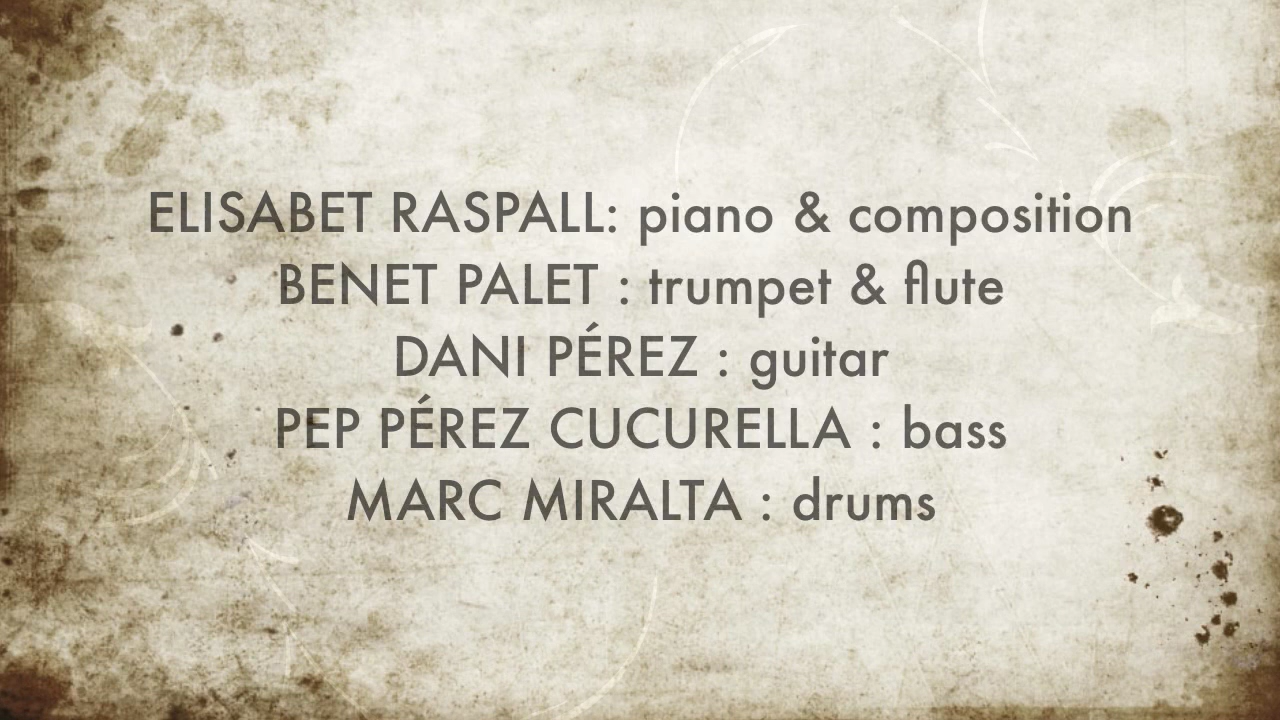 ELISABET RASPALL: piano & composition
BENET PALET : trumpet & flute
DANI PÉREZ : guitar
PEP PÉREZ CUCURELLA : bass
MARC MIRALTA : drums